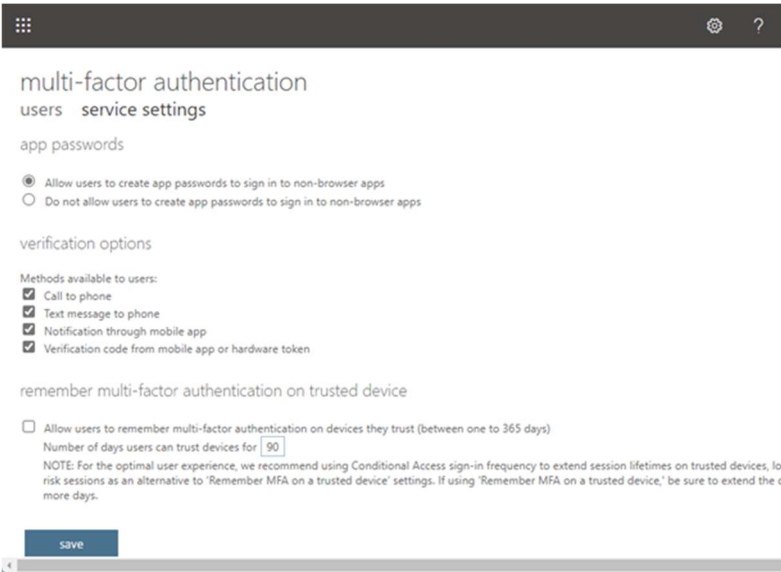 ?
multi-factor authentication
users service settings
app passwords
Allow users to create app passwords to sign in to non-browser apps
Do not allow users to create app passwords to sign in to non-browser apps
verification options
Methods available to users:
Call to phone
Text message to phone
Notification through mobile app
Verification code from mobile app or hardware token
remember multi-factor authentication on trusted device
Allow users to remember multi-factor authentication on devices they trust (between one to 365 days)
Number of days users can trust devices for 90
NOTE: For the optimal user experience, we recommend using Conditional Access sign-in frequency to extend session lifetimes on trusted devices, lo
risk sessions as an alternative to 'Remember MFA on a trusted device' settings. If using 'Remember MFA on a trusted device,' be sure to extend the
more days.
save